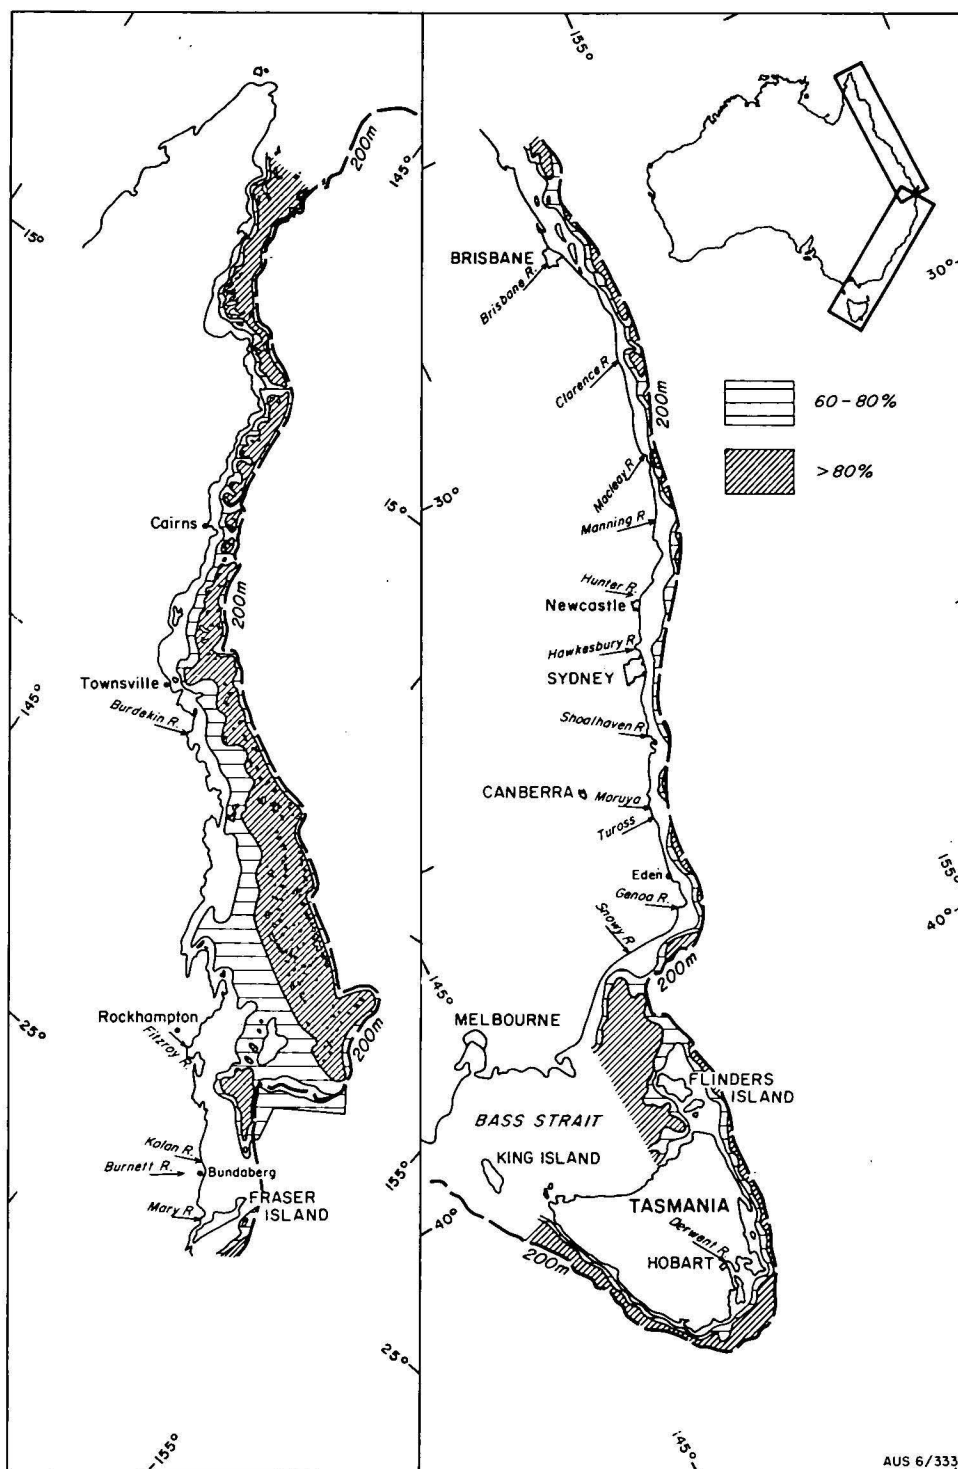 200m
145°
15°
Cairns
200m
15°
30°
Townsville
Burdekin R.
145°
145°
25°
Rockhampton
Fitzroy R.
200m
Kolan R.
Burnett R.
Bundaberg
Mary R
FRASER
ISLAND
155°
40°
25°
155°
155°
BRISBANE
Brisbane R.
30°
Clarence R
200m
60-80%
>80%
Macleay R
Manning R
Hunter R.
Newcastle
Hawkesbury R
SYDNEY
Shoalhaven R
CANBERRA
Moruya
Tuross
Eden
Genoa R.
155°
40°
Snowy R
200m
MELBOURNE
FLINDERS
ISLAND
BASS STRAIT
KING ISLAND
TASMANIA
Derwent R
HOBART
200m
145°
AUS 6/333